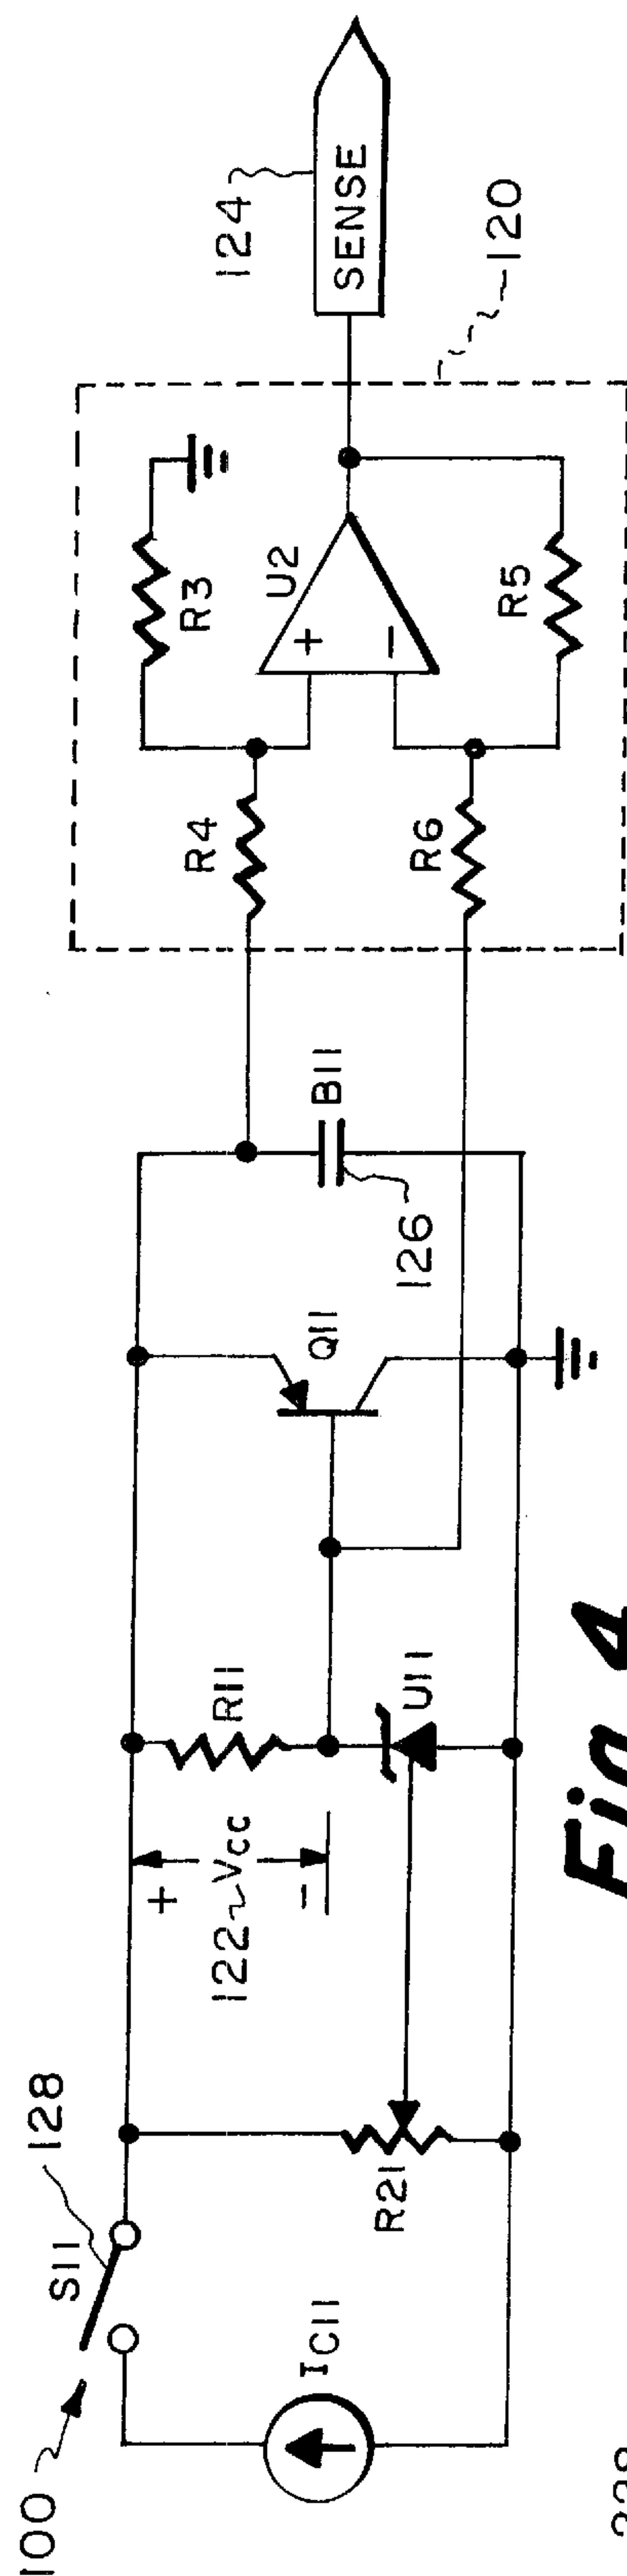 100
S11
128
IC11
R21
122
VCC
+
−
R11
U11
Q11
B11
126
R4
R6
R3
U2
+
−
R5
120
124
SENSE
Fig. 4